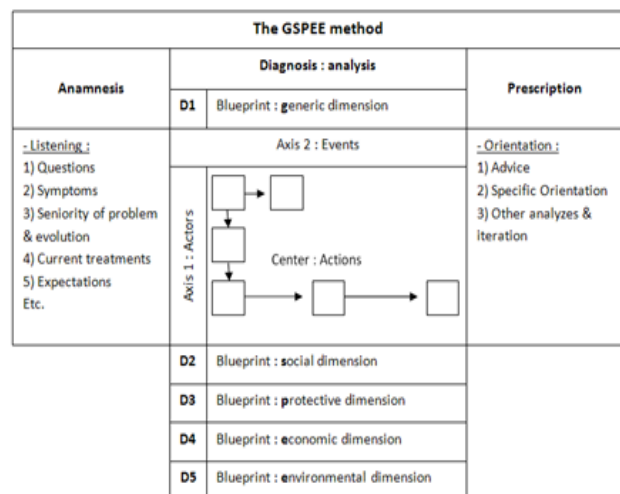 The GSPEE method
Anamnesis
Diagnosis : analysis
Prescription
D1 Blueprint : generic dimension
- Listening :
1) Questions
2) Symptoms
3) Seniority of problem
& evolution
4) Current treatments
5) Expectations
Etc.
Axis 2 : Events
Axis 1 : Actors
Center : Actions
- Orientation :
1) Advice
2) Specific Orientation
3) Other analyzes &
iteration
D2 Blueprint : social dimension
D3 Blueprint : protective dimension
D4 Blueprint : economic dimension
D5 Blueprint : environmental dimension